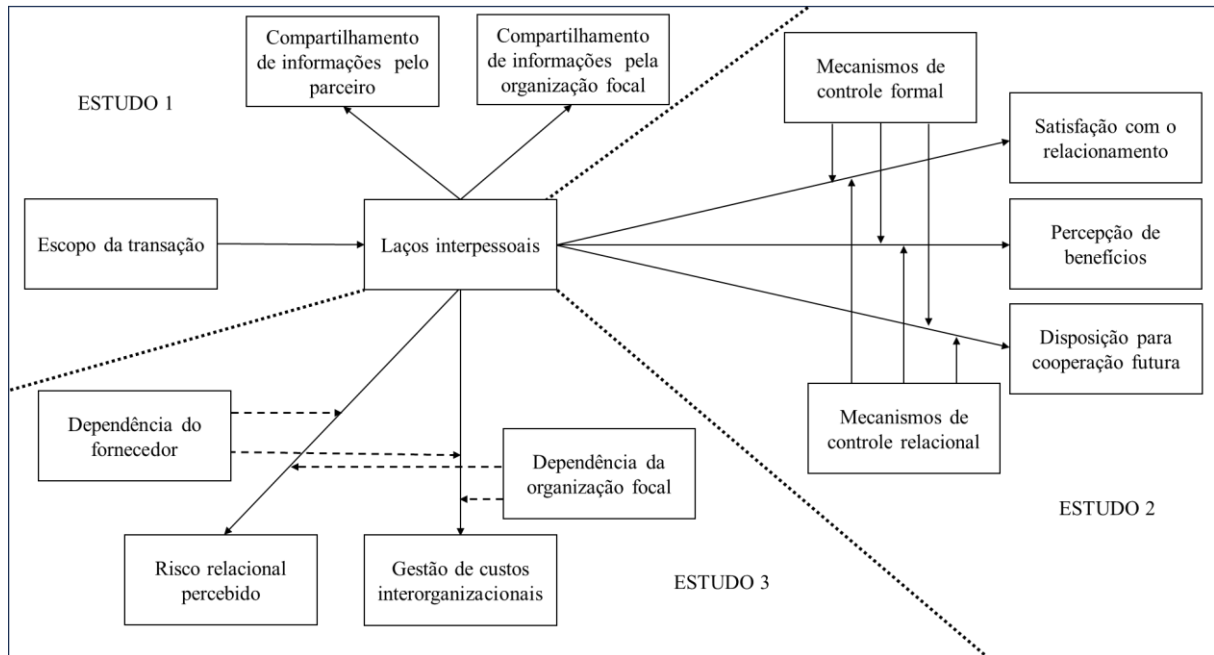 Compartilhamento
de informações pelo
parceiro
Compartilhamento
de informações pela
organização focal
Mecanismos de
controle formal
ESTUDO 1
Satisfação com o
relacionamento
Escopo da transação
Laços interpessoais
Percepção de
benefícios
Disposição para
cooperação futura
Dependência do
fornecedor
Mecanismos de
controle relacional
Dependência da
organização focal
ESTUDO 2
Risco relacional
percebido
Gestão de custos
interorganizacionais
ESTUDO 3